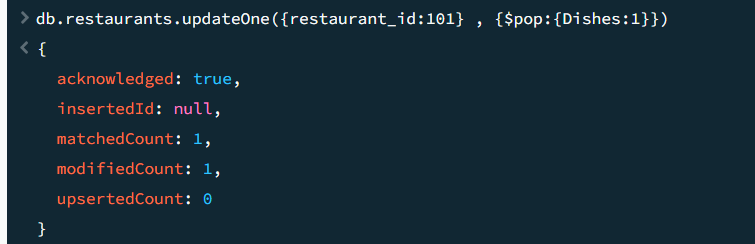 > db.restaurants.updateOne({restaurant_id:101} , {$pop:{Dishes:1}})
< {
acknowledged: true,
insertedId: null,
matchedCount: 1,
modifiedCount: 1,
upsertedCount: 0
}